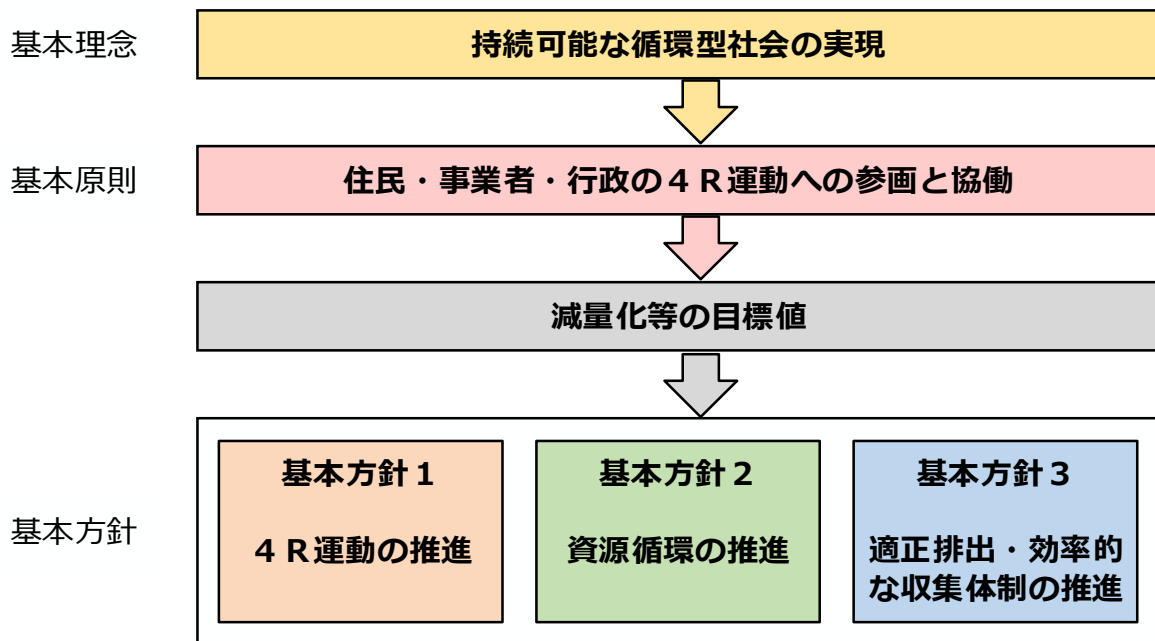 基本理念
持続可能な循環型社会の実現
基本原則
住民・事業者・行政の４Ｒ運動への参画と協働
減量化等の目標値
基本方針
基本方針１
４Ｒ運動の推進
基本方針２
資源循環の推進
基本方針３
適正排出・効率的
な収集体制の推進